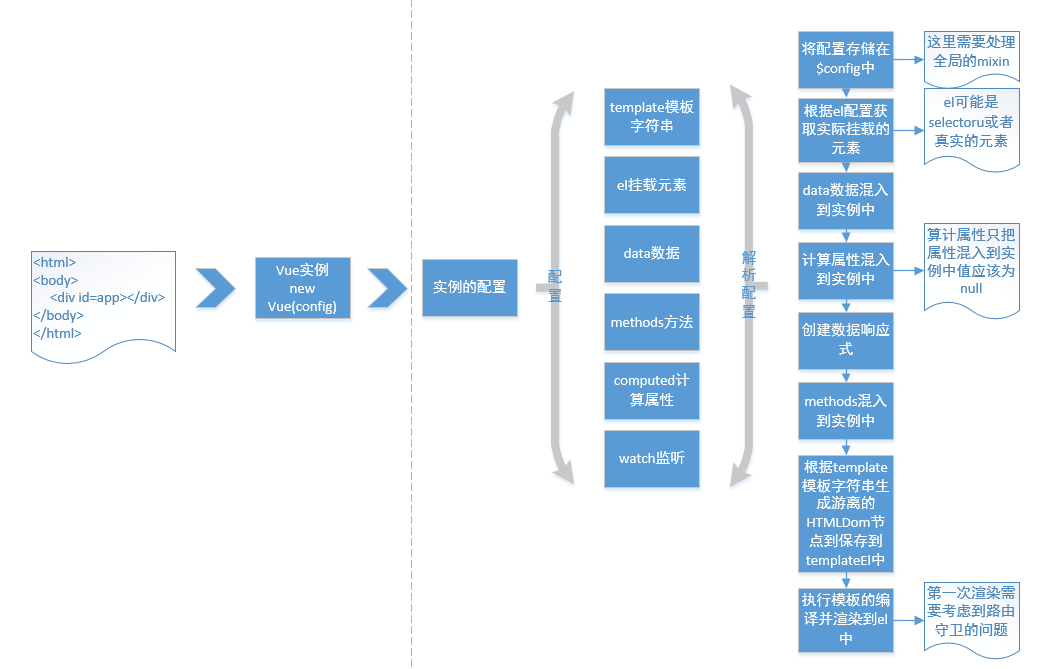 <html>
<body>
<div id=app></div>
</body>
</html>
Vue实例
new
Vue(config)
实例的配置
配
置
template模板
字符串
el挂载元素
data数据
methods方法
computed计
算属性
watch监听
解
析
配
置
将配置存储在
$config中
这里需要处理
全局的mixin
根据el配置获
取实际挂载的
元素
el可能是
selectoru或者
真实的元素
data数据混入
到实例中
计算属性混入
到实例中
算计属性只把
属性混入到实
例中值应该为
null
创建数据响应
式
methods混入
到实例中
根据template
模板字符串生
成游离的
HTMLDom节
点到保存到
templateEl中
执行模板的编
译并渲染到el
中
第一次渲染需
要考虑到路由
守卫的问题